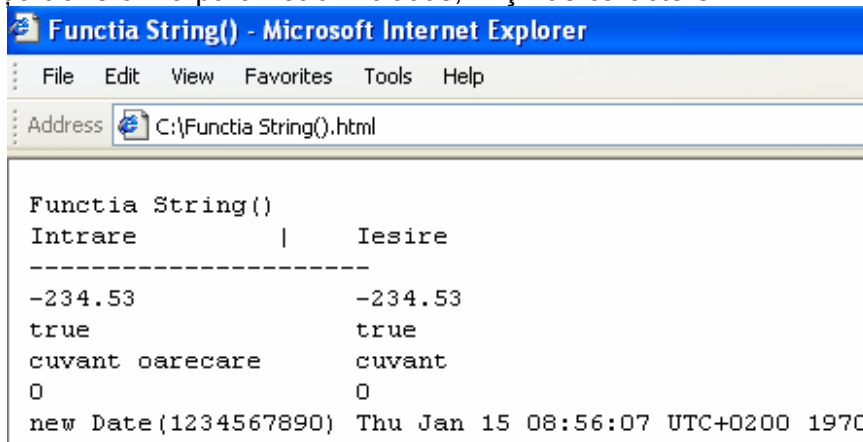 Functia String() - Microsoft Internet Explorer
File Edit View Favorites Tools Help
Address C:\Functia String().html
Functia String()
Intrare | Iesire
----------------------
-234.53 -234.53
true true
cuvant oarecare cuvant
0 0
new Date(1234567890) Thu Jan 15 08:56:07 UTC+0200 1970